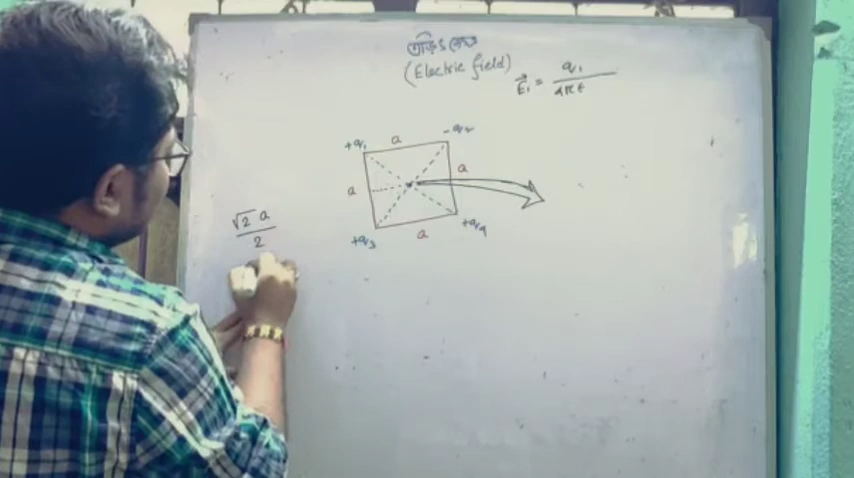 তড়িৎ ক্ষেত্র
(Electric field)
E₁ = q₁ / 4πε
+q₁ a -q₂
a a
+q₃ a +q₄
√2 a / 2